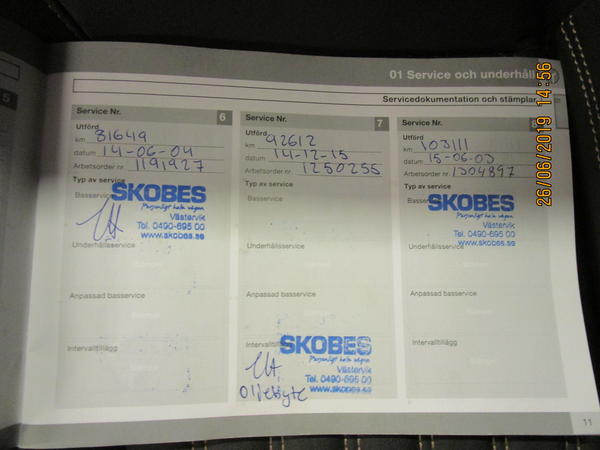 01 Service och underhåll
Servicedokumentation och stämplar
26/06/2019 14:56
Service Nr. 6
Utförd
km 81649
datum 14-06-04
Arbetsorder nr 1191927
Typ av service
Basservice
SKOBES
Personligt hela vägen
Västervik
Tel. 0490-695 00
www.skobes.se
Underhållsservice
Anpassad basservice
Intervalltillägg
Service Nr. 7
Utförd
km 92612
datum 14-12-15
Arbetsorder nr 1250255
Typ av service
Basservice
Underhållsservice
Anpassad basservice
Intervalltillägg
SKOBES
Personligt hela vägen
Västervik
Tel. 0490-695 00
www.skobes.se
Oljebyte
Service Nr.
Utförd
km 103111
datum 15-06-03
Arbetsorder nr 1304897
Typ av service
Basservice
SKOBES
Personligt hela vägen
Västervik
Tel. 0490-695 00
www.skobes.se
Underhållsservice
Anpassad basservice
Intervalltillägg
11